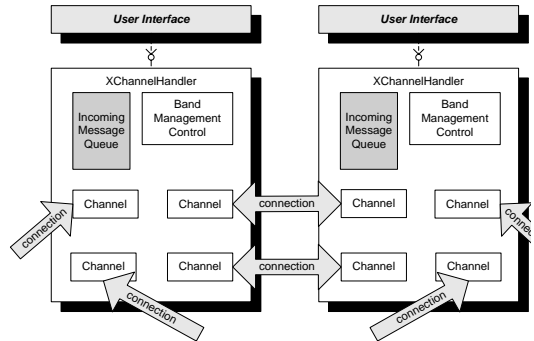 User Interface
User Interface
XChannelHandler
XChannelHandler
Incoming
Message
Queue
Band
Management
Control
Incoming
Message
Queue
Band
Management
Control
Channel
Channel
connection
Channel
Channel
connection
connection
Channel
Channel
connection
Channel
Channel
connection
connection